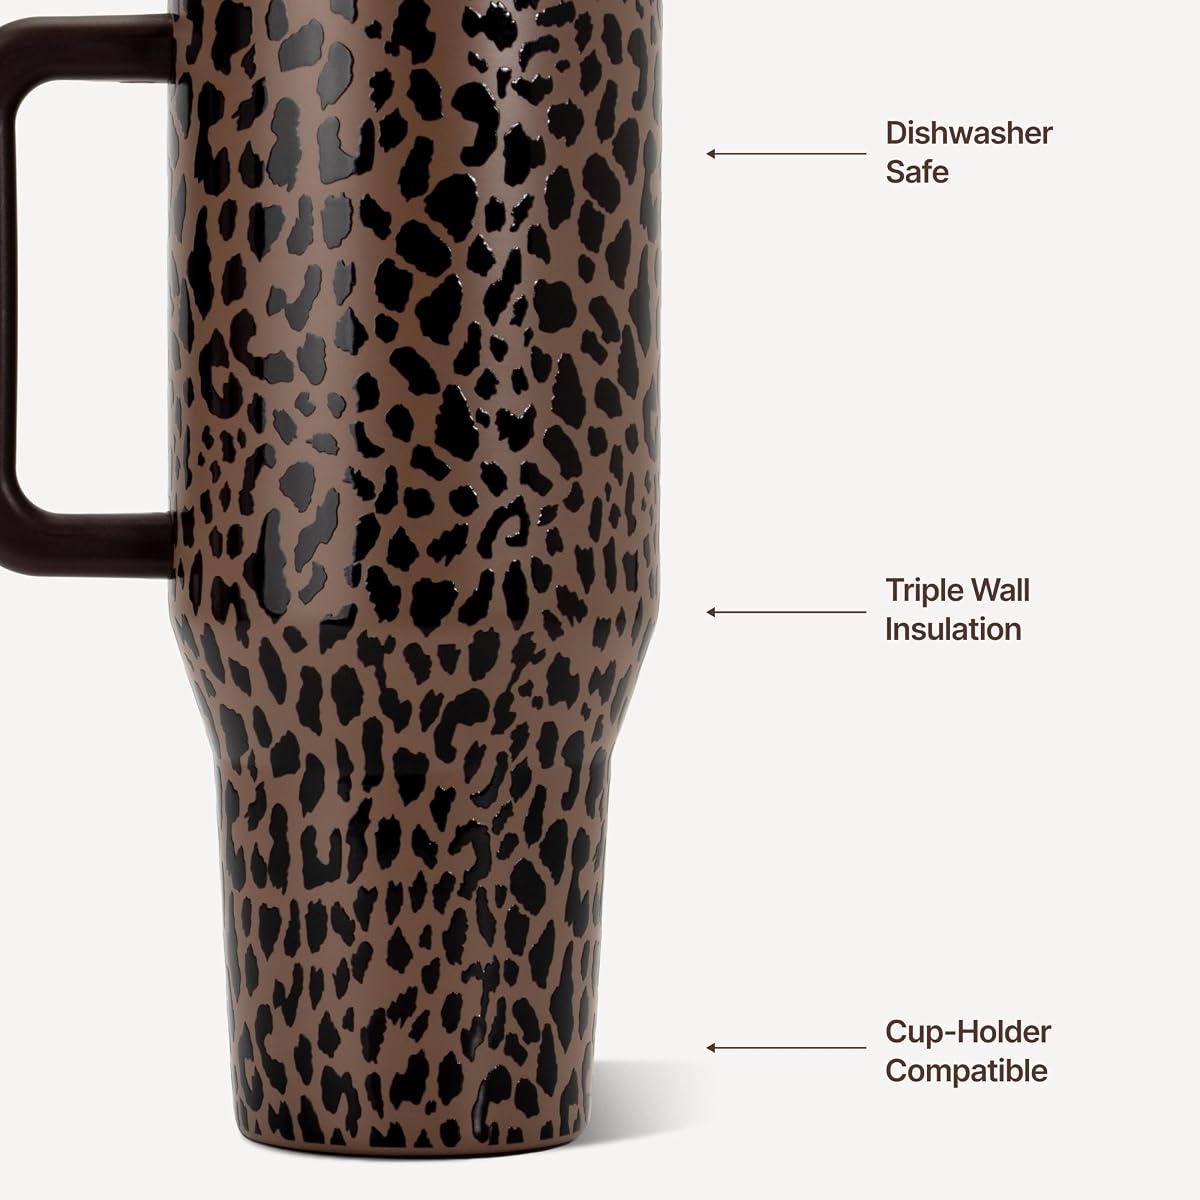 Dishwasher
Safe
Triple Wall
Insulation
Cup-Holder
Compatible